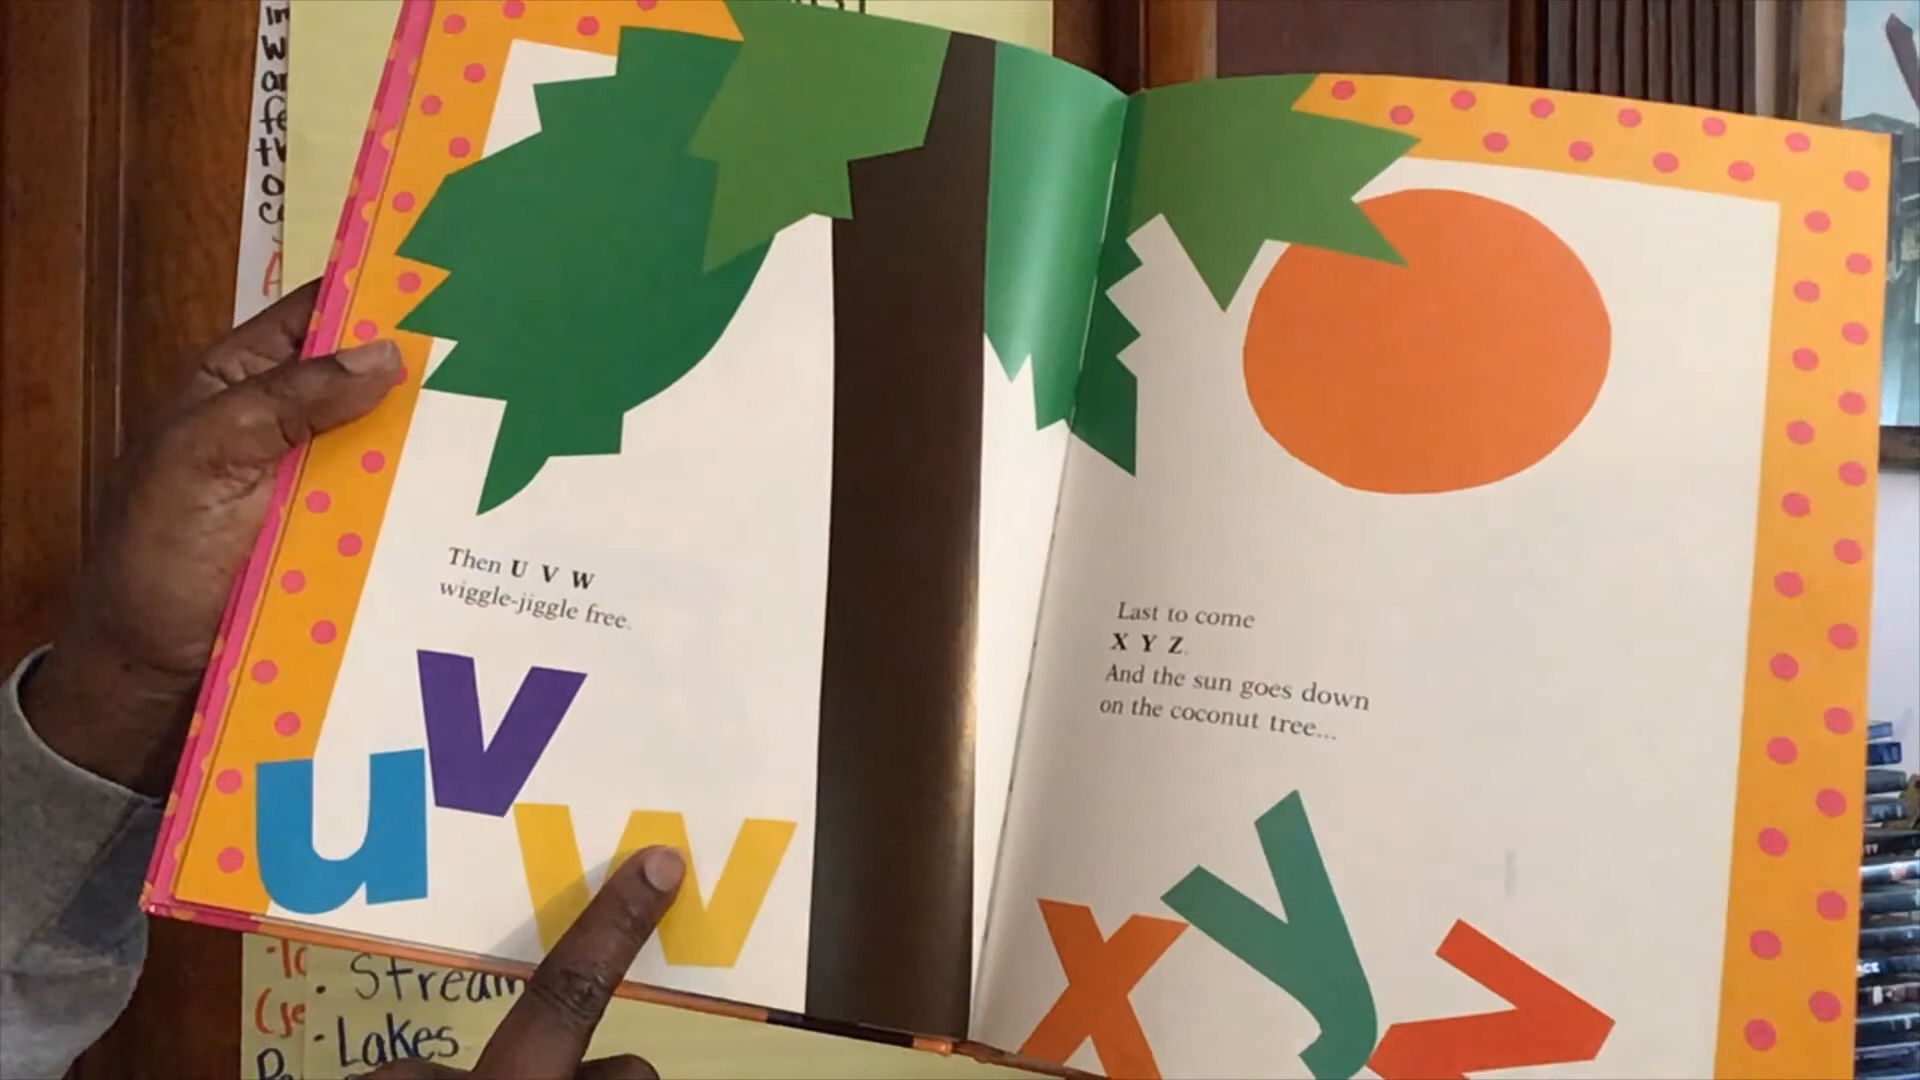 Then U V W
wiggle-jiggle free.
u
v
w
Last to come
X Y Z.
And the sun goes down
on the coconut tree...
x
y
z
· Stream
· Lakes